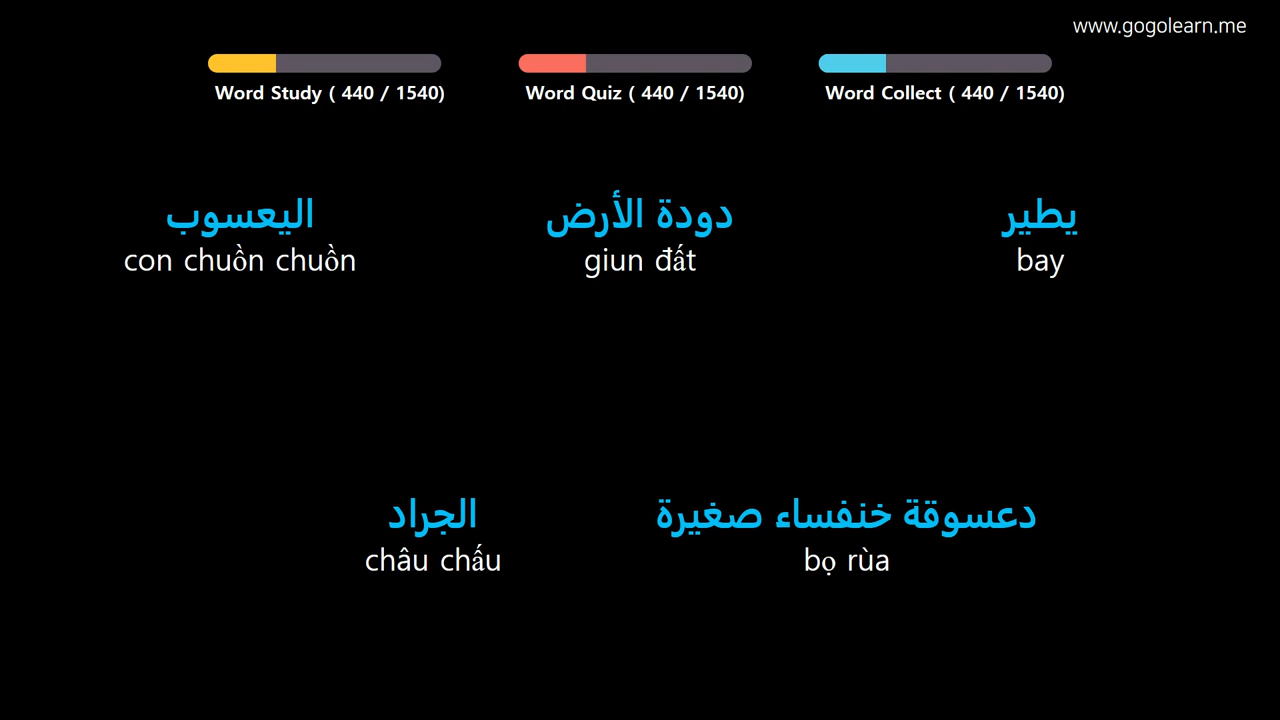 www.gogolearn.me
Word Study ( 440 / 1540)
Word Quiz ( 440 / 1540)
Word Collect ( 440 / 1540)
اليعسوب
con chuồn chuồn
دودة الأرض
giun đất
يطير
bay
الجراد
châu chấu
دعسوقة خنفساء صغيرة
bọ rùa